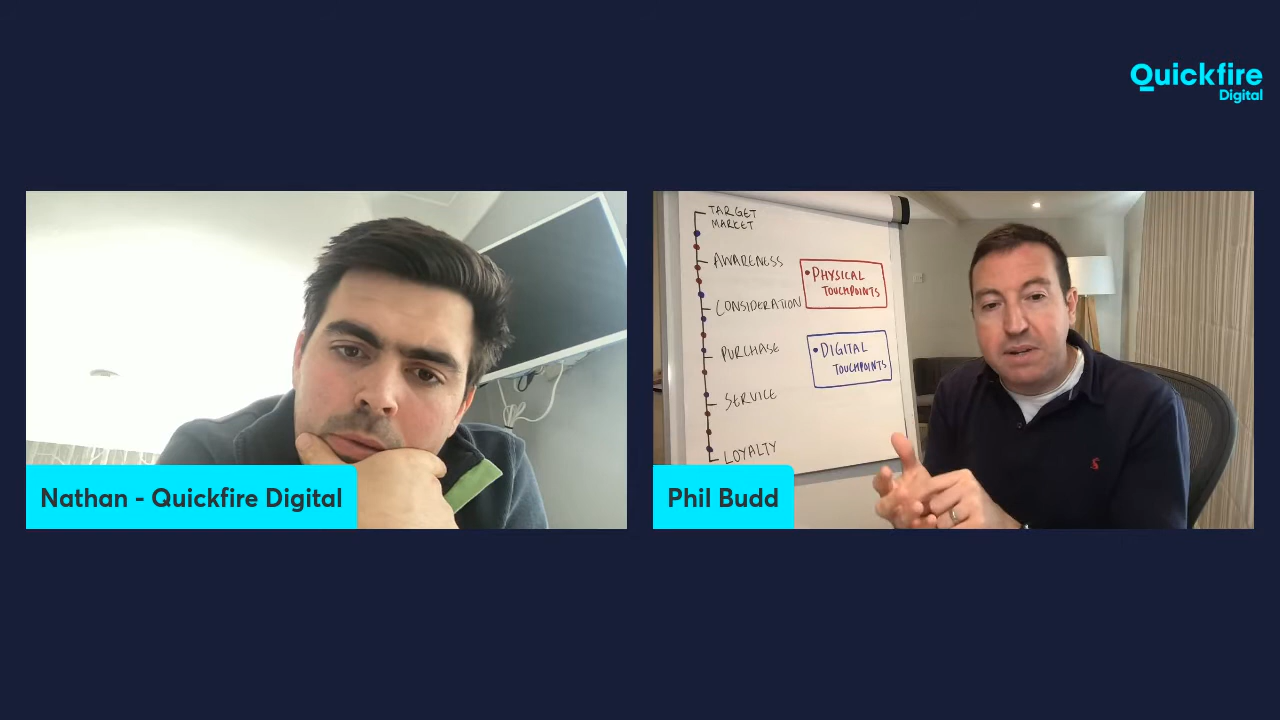 Quickfire
Digital
TARGET
MARKET
AWARENESS
CONSIDERATION
PURCHASE
SERVICE
LOYALTY
• PHYSICAL
TOUCHPOINTS
• DIGITAL
TOUCHPOINTS
Nathan - Quickfire Digital
Phil Budd